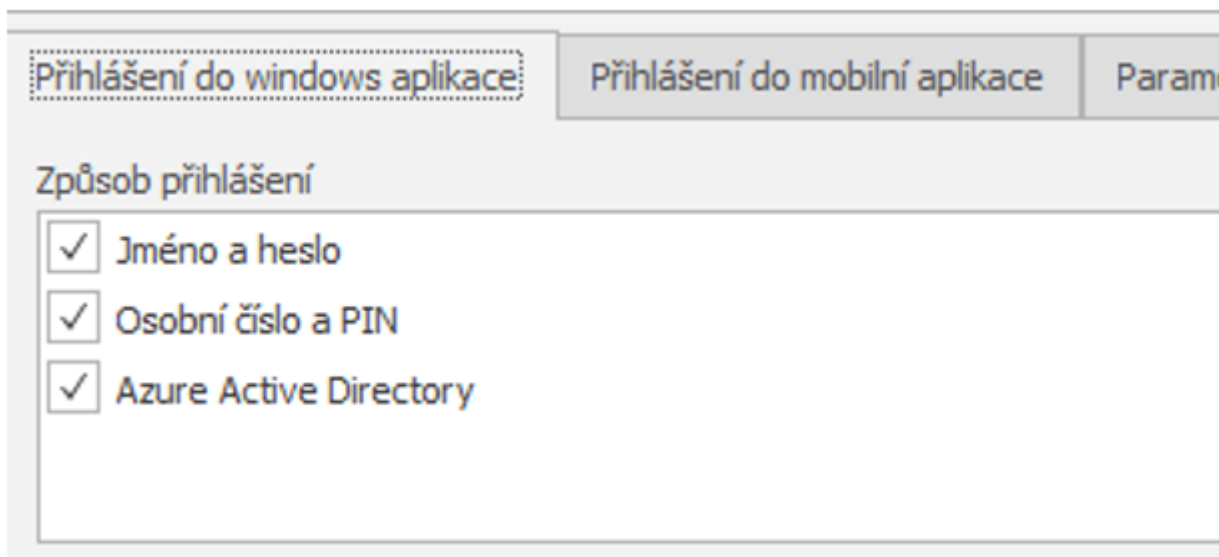 Přihlášení do windows aplikace Přihlášení do mobilní aplikace
Způsob přihlášení
Jméno a heslo
Osobní číslo a PIN
Azure Active Directory